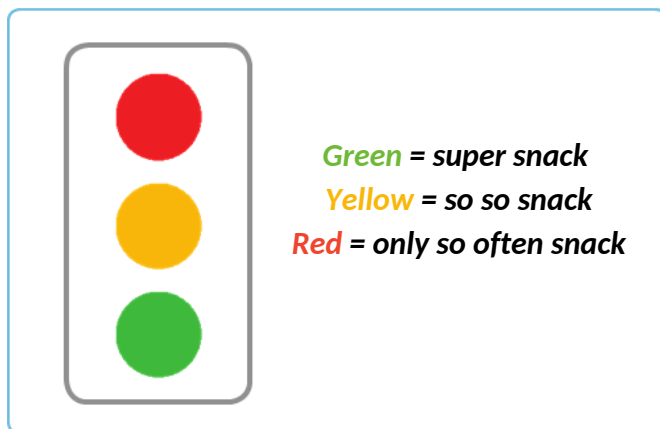 Green = super snack
Yellow = so so snack
Red = only so often snack